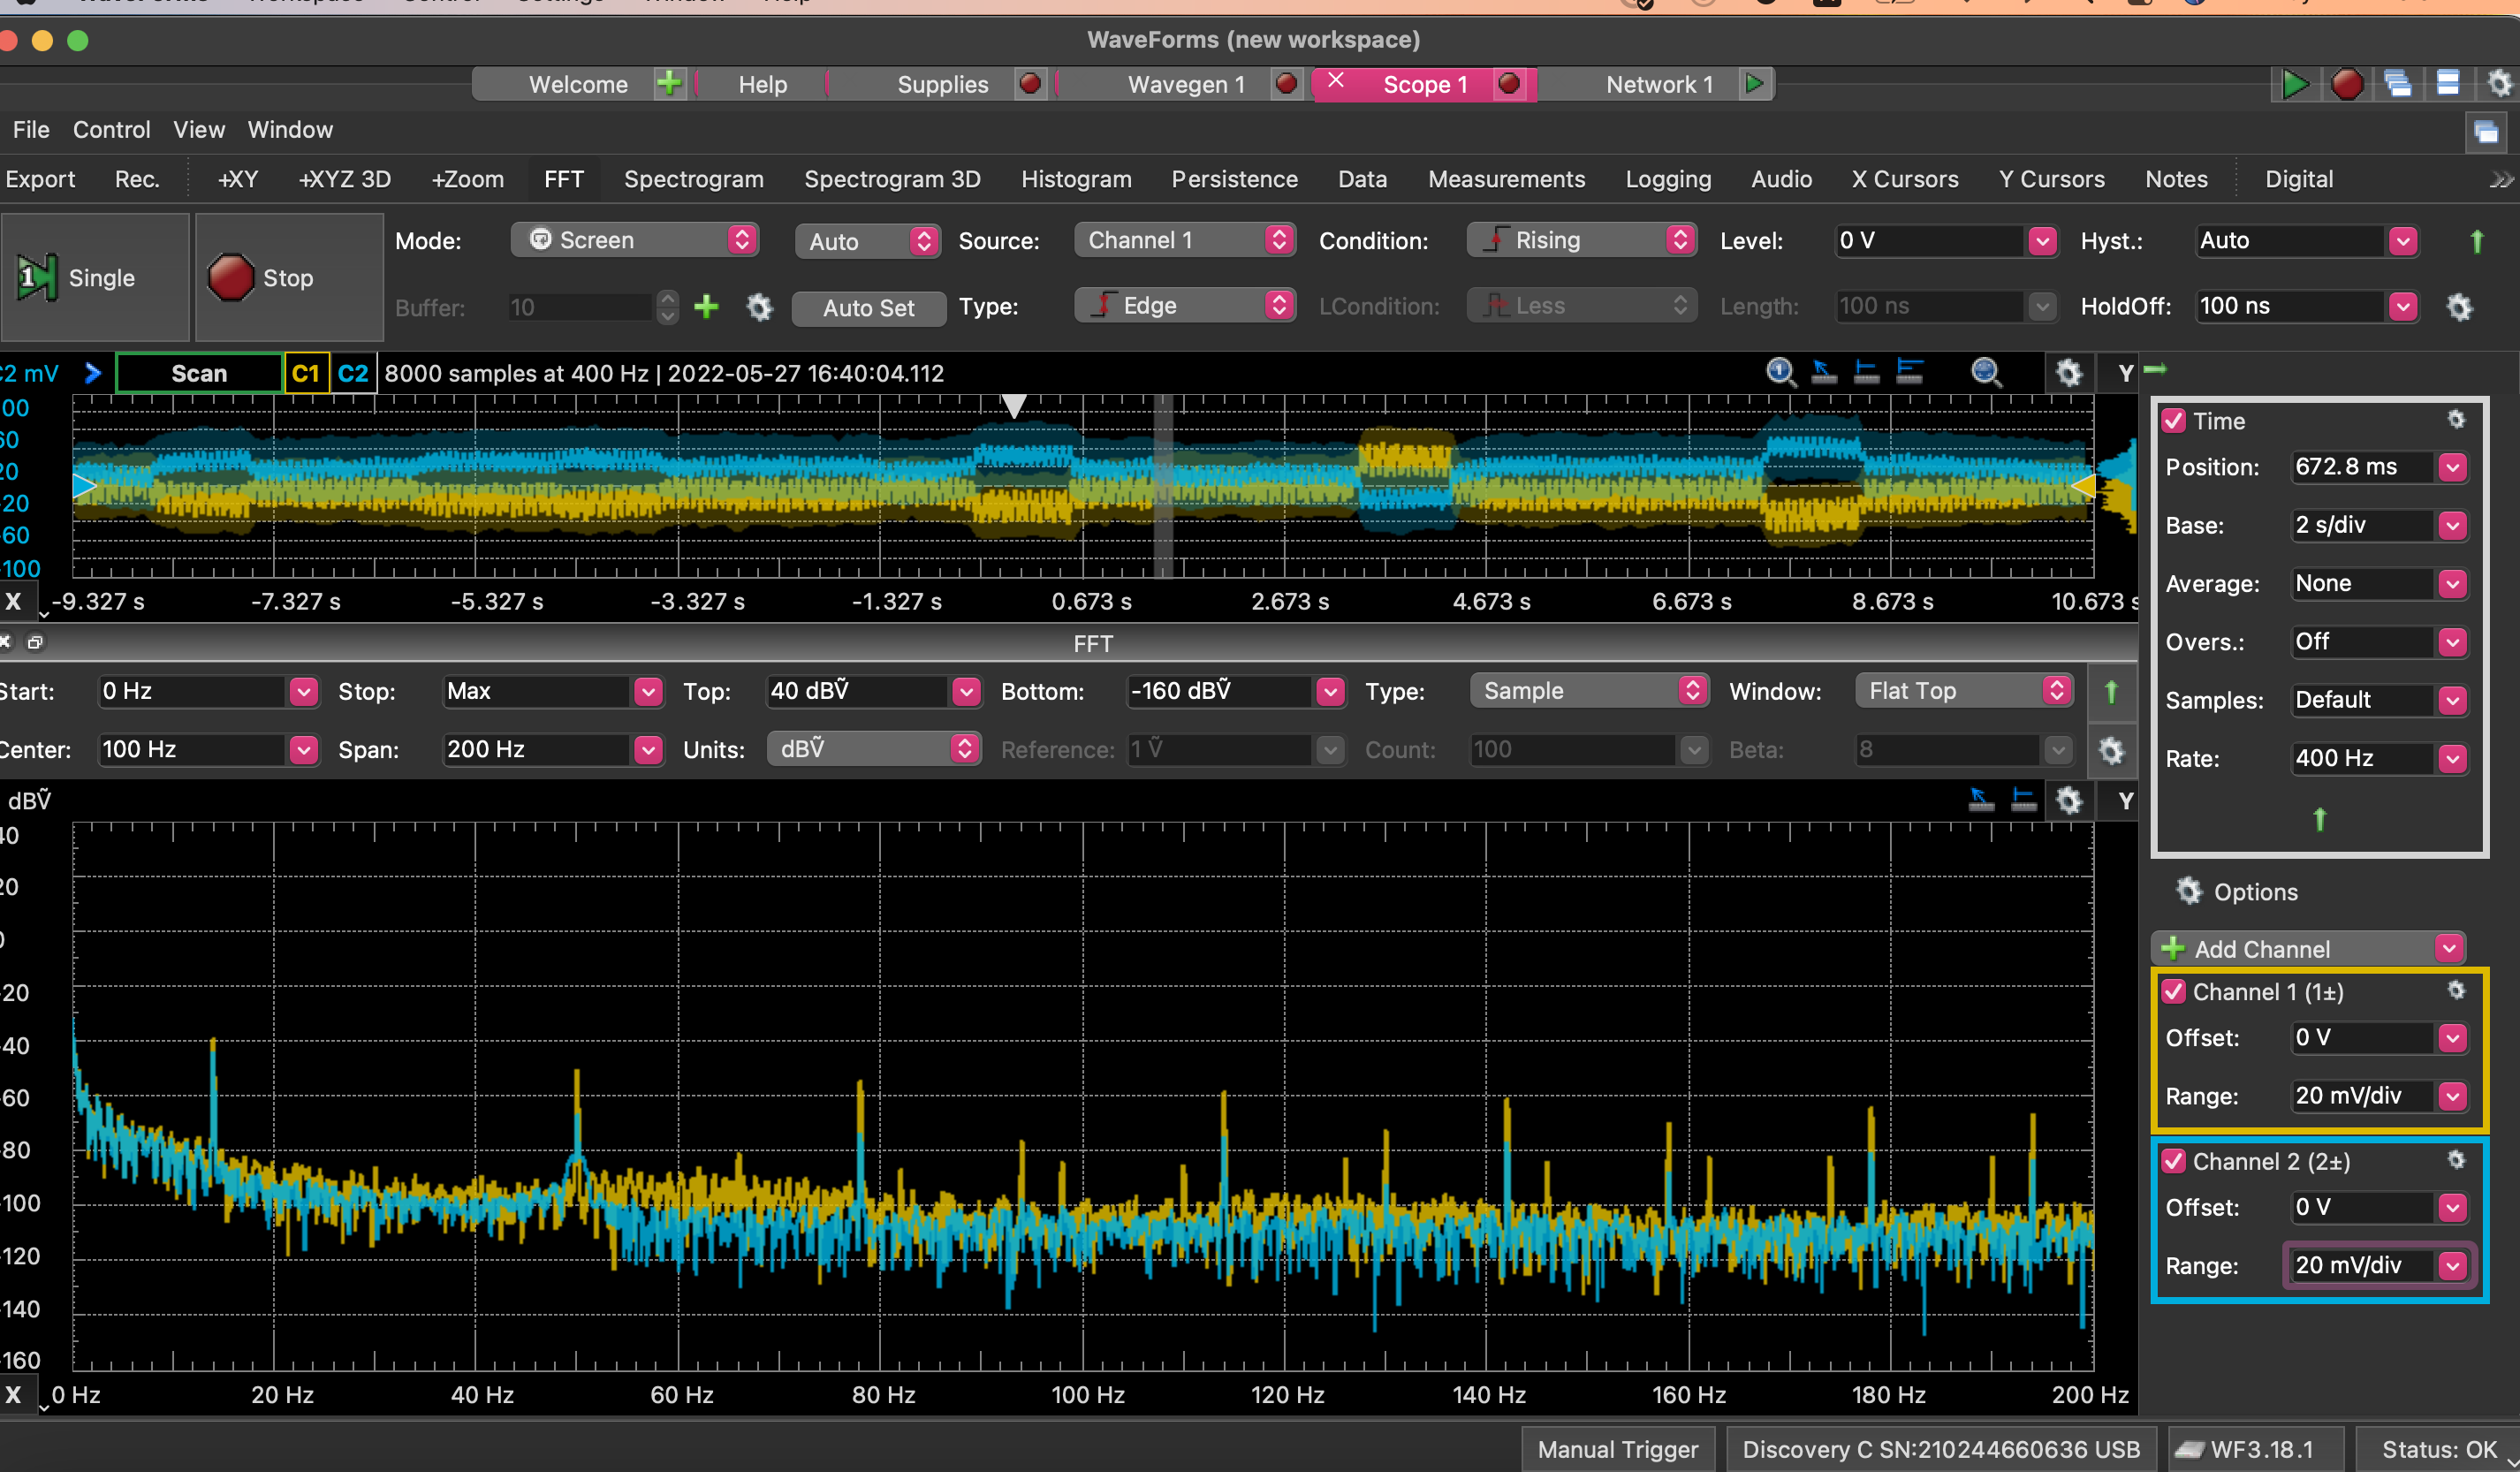 WaveForms (new workspace)
Welcome Help Supplies Wavegen 1 Scope 1 Network 1
File Control View Window
Export Rec. +XY +XYZ 3D +Zoom FFT Spectrogram Spectrogram 3D Histogram Persistence Data Measurements Logging Audio X Cursors Y Cursors Notes Digital
1 Single Stop Mode: Screen Auto Source: Channel 1 Condition: Rising Level: 0 V Hyst.: Auto
Buffer: 10 Auto Set Type: Edge LCondition: Less Length: 100 ns HoldOff: 100 ns
C2 mV Scan C1 C2 8000 samples at 400 Hz | 2022-05-27 16:40:04.112 Y
00
60
20
-20
-60
-100
X -9.327 s -7.327 s -5.327 s -3.327 s -1.327 s 0.673 s 2.673 s 4.673 s 6.673 s 8.673 s 10.673 s
Time
Position: 672.8 ms
Base: 2 s/div
Average: None
Overs.: Off
Samples: Default
Rate: 400 Hz
Options
Add Channel
Channel 1 (1±)
Offset: 0 V
Range: 20 mV/div
Channel 2 (2±)
Offset: 0 V
Range: 20 mV/div
FFT
Start: 0 Hz Stop: Max Top: 40 dBṼ Bottom: -160 dBṼ Type: Sample Window: Flat Top
Center: 100 Hz Span: 200 Hz Units: dBṼ Reference: 1 Ṽ Count: 100 Beta: 8
dBṼ Y
40
20
0
-20
-40
-60
-80
-100
-120
-140
-160
X 0 Hz 20 Hz 40 Hz 60 Hz 80 Hz 100 Hz 120 Hz 140 Hz 160 Hz 180 Hz 200 Hz
Manual Trigger Discovery C SN:210244660636 USB WF3.18.1 Status: OK